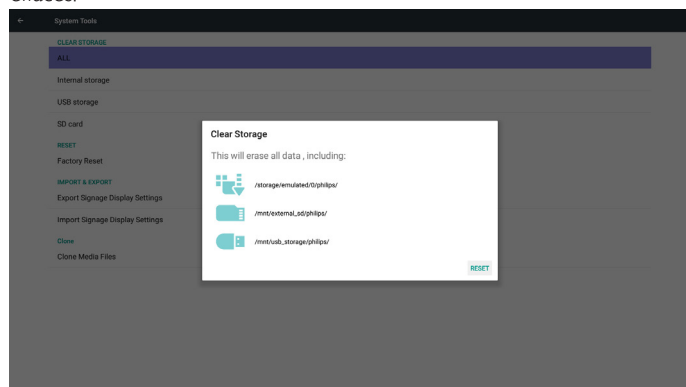 System Tools
CLEAR STORAGE
ALL
Internal storage
USB storage
SD card
RESET
Factory Reset
IMPORT & EXPORT
Export Signage Display Settings
Import Signage Display Settings
Clone
Clone Media Files
Clear Storage
This will erase all data , including:
/storage/emulated/0/philips/
/mnt/external_sd/philips/
/mnt/usb_storage/philips/
RESET